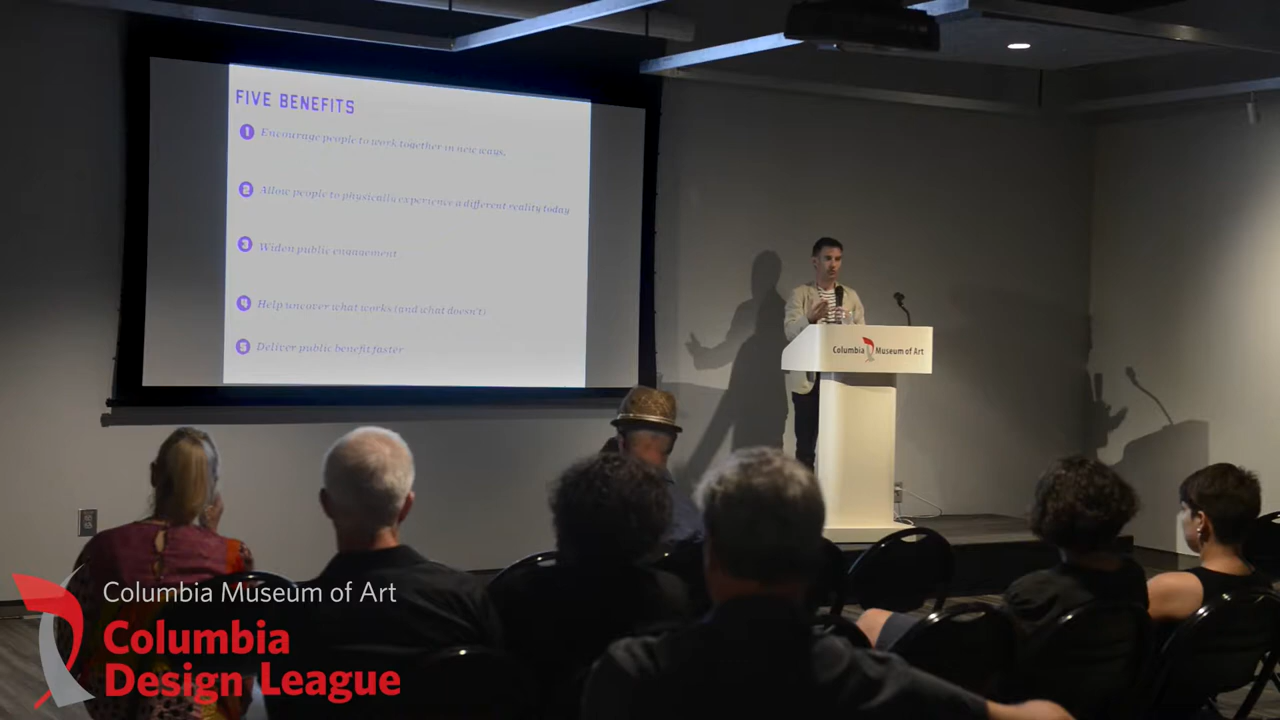 FIVE BENEFITS
1 Encourage people to work together in new ways.
2 Allow people to physically experience a different reality today
3 Widen public engagement
4 Help uncover what works (and what doesn't)
5 Deliver public benefit faster
Columbia Museum of Art
Columbia Museum of Art
Columbia
Design League